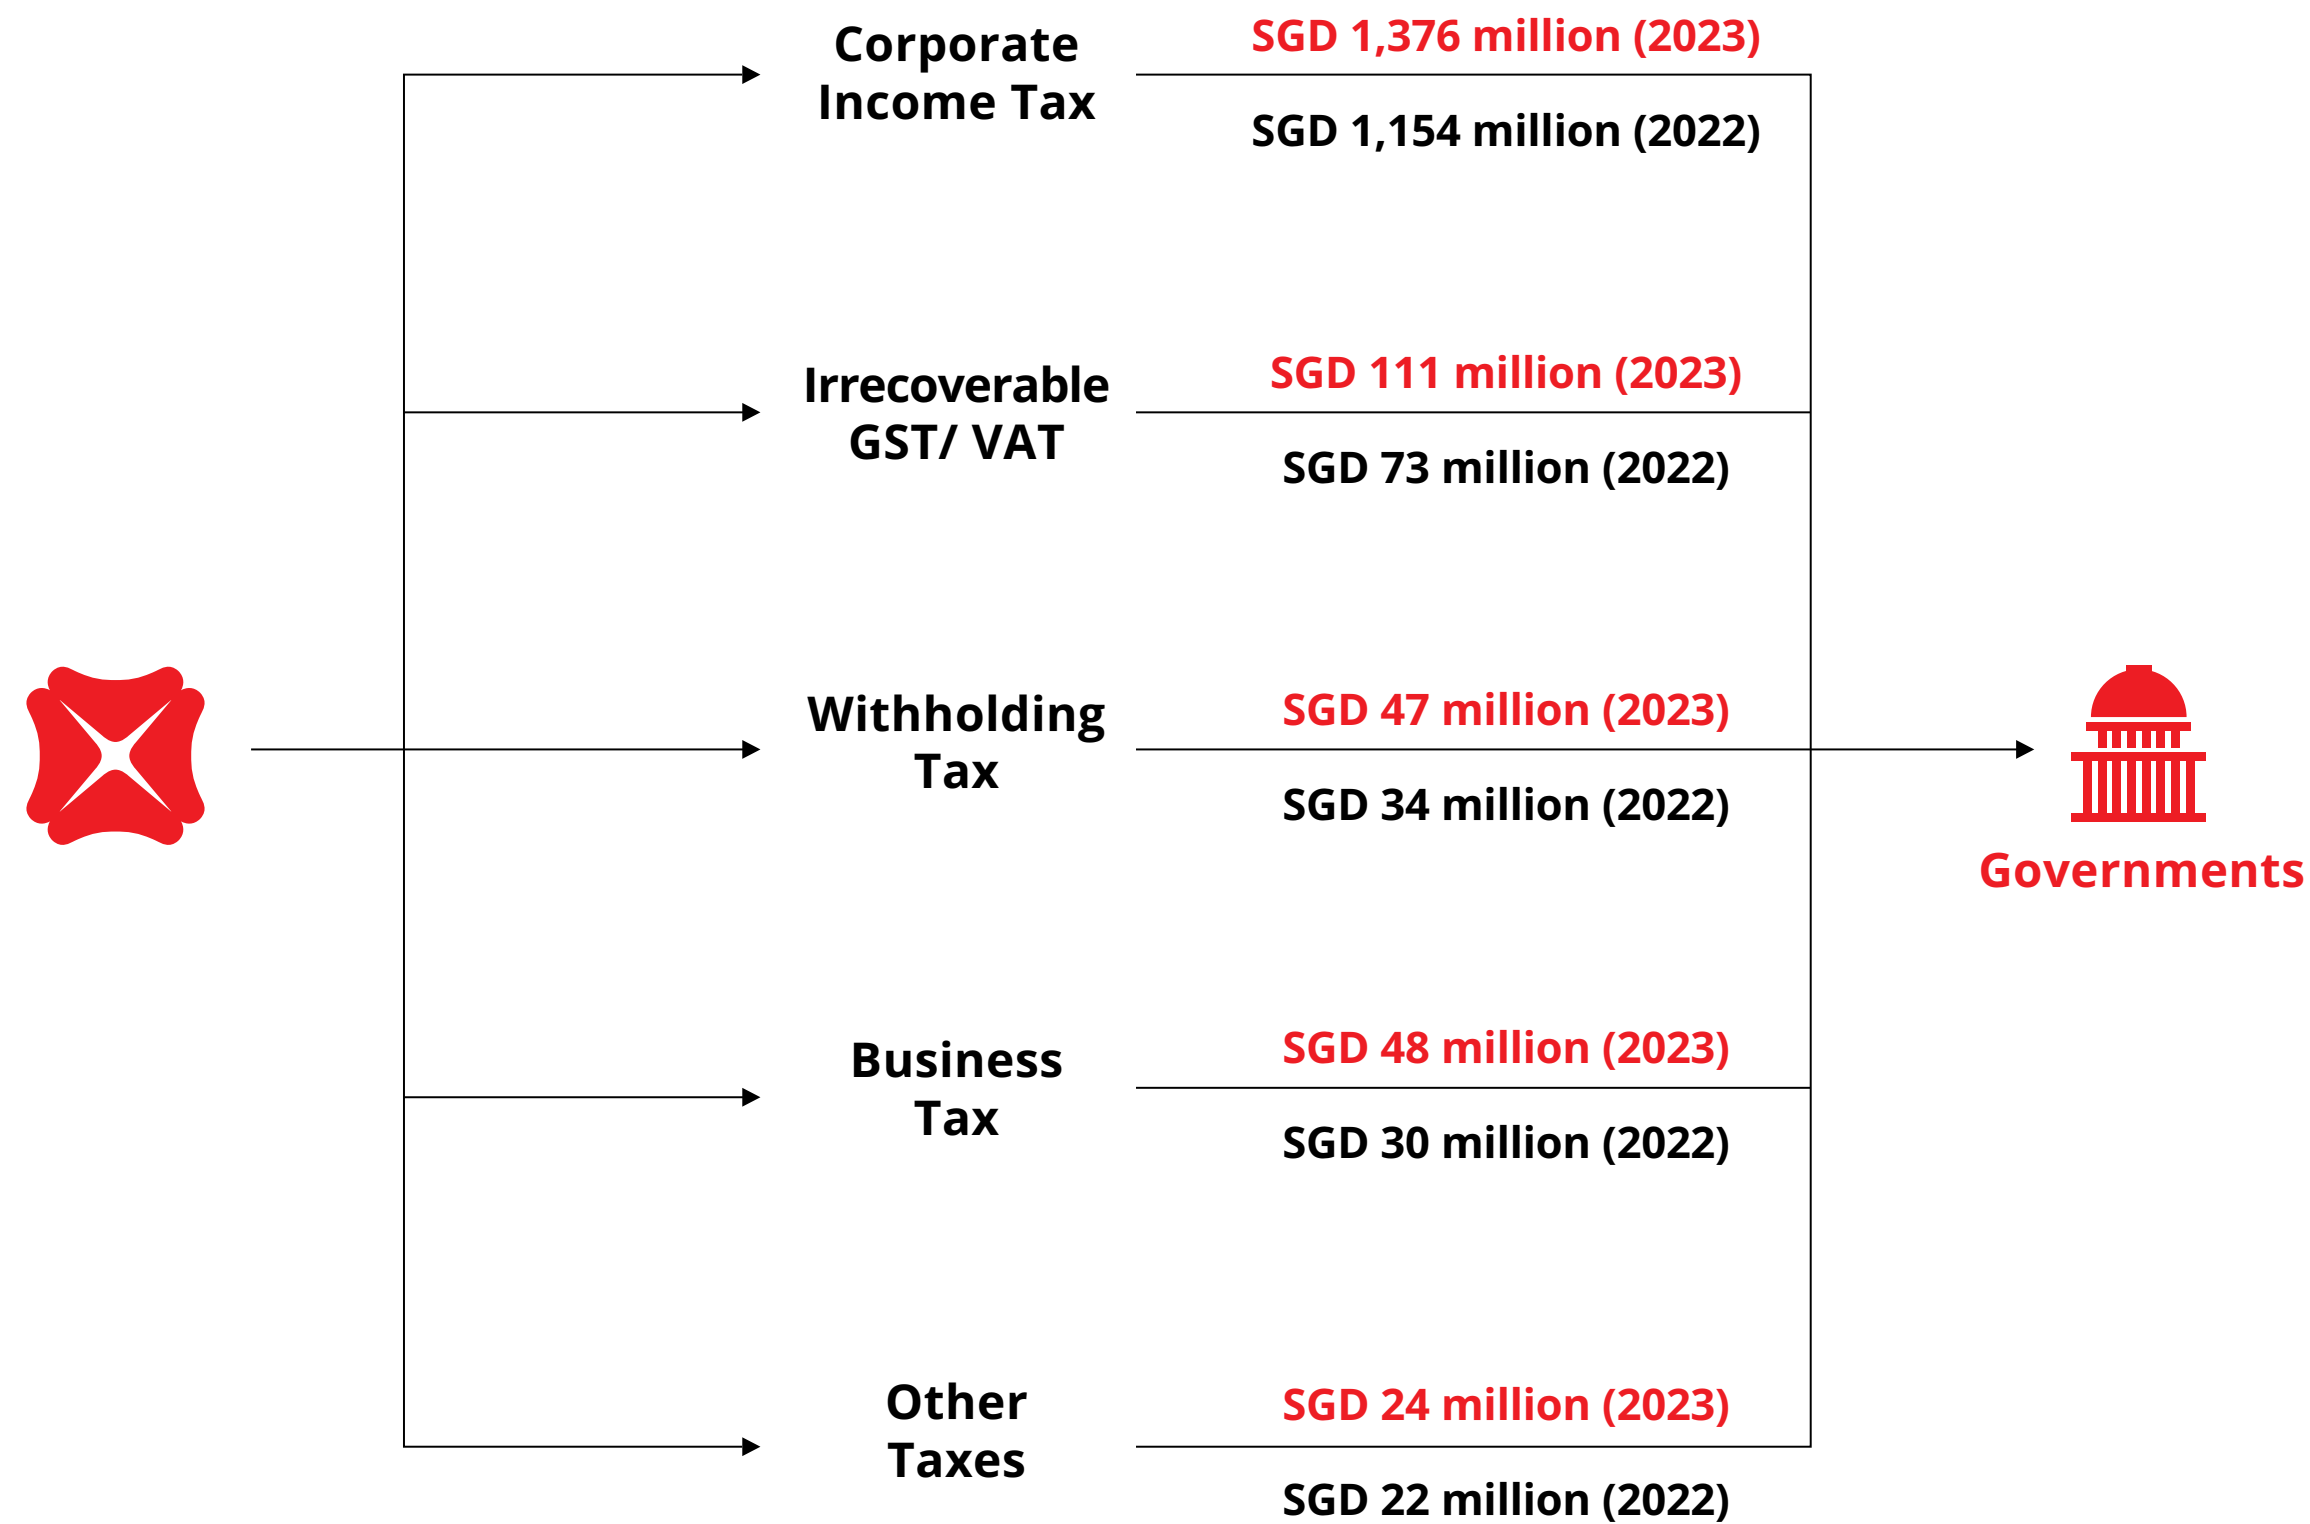 Corporate
Income Tax
SGD 1,376 million (2023)
SGD 1,154 million (2022)
Irrecoverable
GST/ VAT
SGD 111 million (2023)
SGD 73 million (2022)
Withholding
Tax
SGD 47 million (2023)
SGD 34 million (2022)
Governments
Business
Tax
SGD 48 million (2023)
SGD 30 million (2022)
Other
Taxes
SGD 24 million (2023)
SGD 22 million (2022)